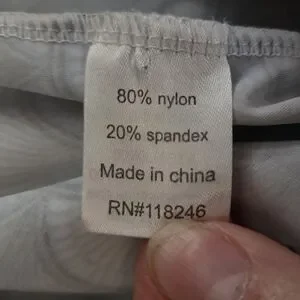 80% nylon
20% spandex
Made in china
RN#118246